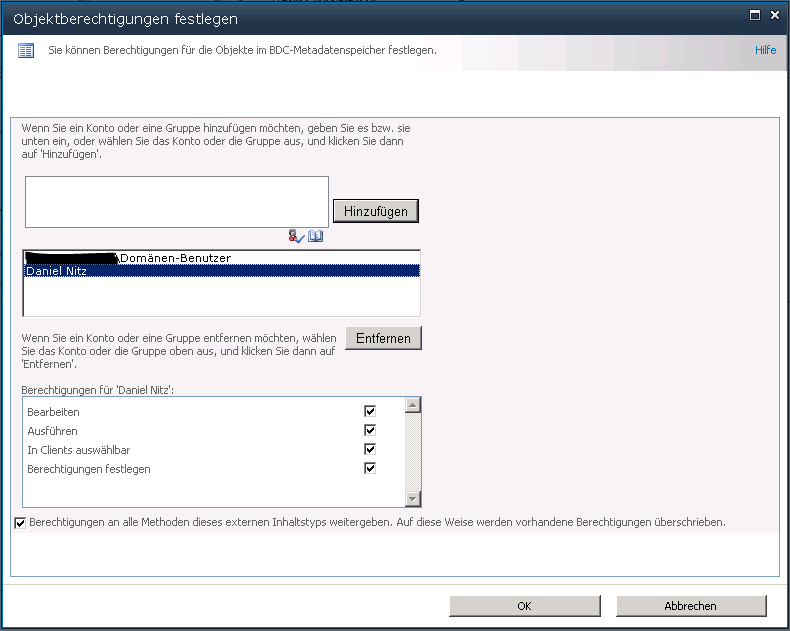 Objektberechtigungen festlegen
Sie können Berechtigungen für die Objekte im BDC-Metadatenspeicher festlegen.
Hilfe
Wenn Sie ein Konto oder eine Gruppe hinzufügen möchten, geben Sie es bzw. sie
unten ein, oder wählen Sie das Konto oder die Gruppe aus, und klicken Sie dann
auf 'Hinzufügen'.
Hinzufügen
\Domänen-Benutzer
Daniel Nitz
Wenn Sie ein Konto oder eine Gruppe entfernen möchten, wählen
Sie das Konto oder die Gruppe oben aus, und klicken Sie dann auf
'Entfernen'.
Entfernen
Berechtigungen für 'Daniel Nitz':
Bearbeiten
Ausführen
In Clients auswählbar
Berechtigungen festlegen
Berechtigungen an alle Methoden dieses externen Inhaltstyps weitergeben. Auf diese Weise werden vorhandene Berechtigungen überschrieben.
OK
Abbrechen